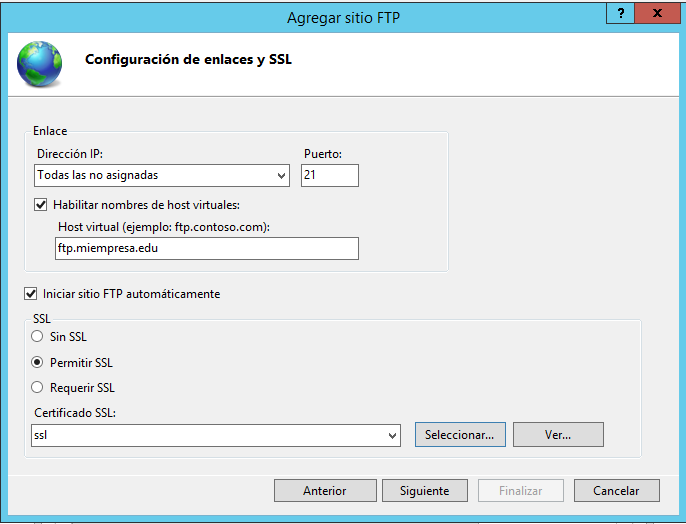 Agregar sitio FTP
?
x
Configuración de enlaces y SSL
Enlace
Dirección IP:
Puerto:
Todas las no asignadas
21
Habilitar nombres de host virtuales:
Host virtual (ejemplo: ftp.contoso.com):
ftp.miempresa.edu
Iniciar sitio FTP automáticamente
SSL
Sin SSL
Permitir SSL
Requerir SSL
Certificado SSL:
ssl
Seleccionar...
Ver...
Anterior
Siguiente
Finalizar
Cancelar